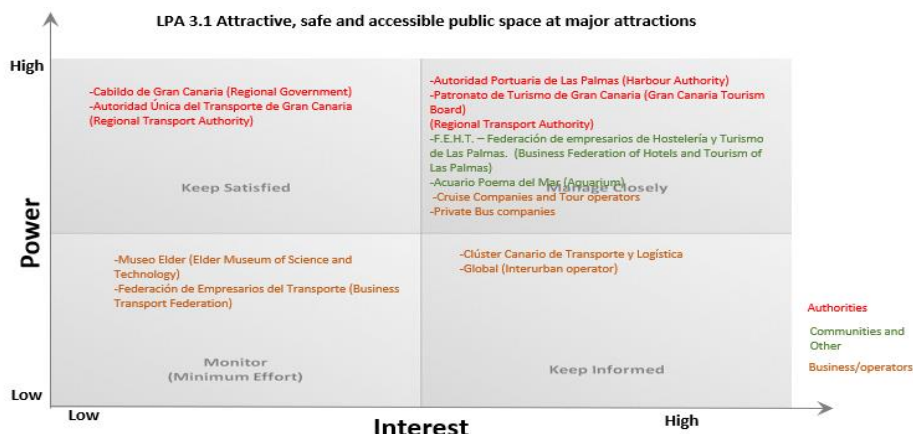 LPA 3.1 Attractive, safe and accessible public space at major attractions
High
-Cabildo de Gran Canaria (Regional Government)
-Autoridad Única del Transporte de Gran Canaria
(Regional Transport Authority)
Keep Satisfied
-Autoridad Portuaria de Las Palmas (Harbour Authority)
-Patronato de Turismo de Gran Canaria (Gran Canaria Tourism
Board)
(Regional Transport Authority)
-F.E.H.T. – Federación de empresarios de Hostelería y Turismo
de Las Palmas. (Business Federation of Hotels and Tourism of
Las Palmas)
-Acuario Poema del Mar (Aquarium)
Manage Closely
-Cruise Companies and Tour operators
-Private Bus companies
Power
-Museo Elder (Elder Museum of Science and
Technology)
-Federación de Empresarios del Transporte (Business
Transport Federation)
Monitor
(Minimum Effort)
-Clúster Canario de Transporte y Logística
-Global (Interurban operator)
Keep Informed
Authorities
Communities and
Other
Business/operators
Low
Low
Interest
High